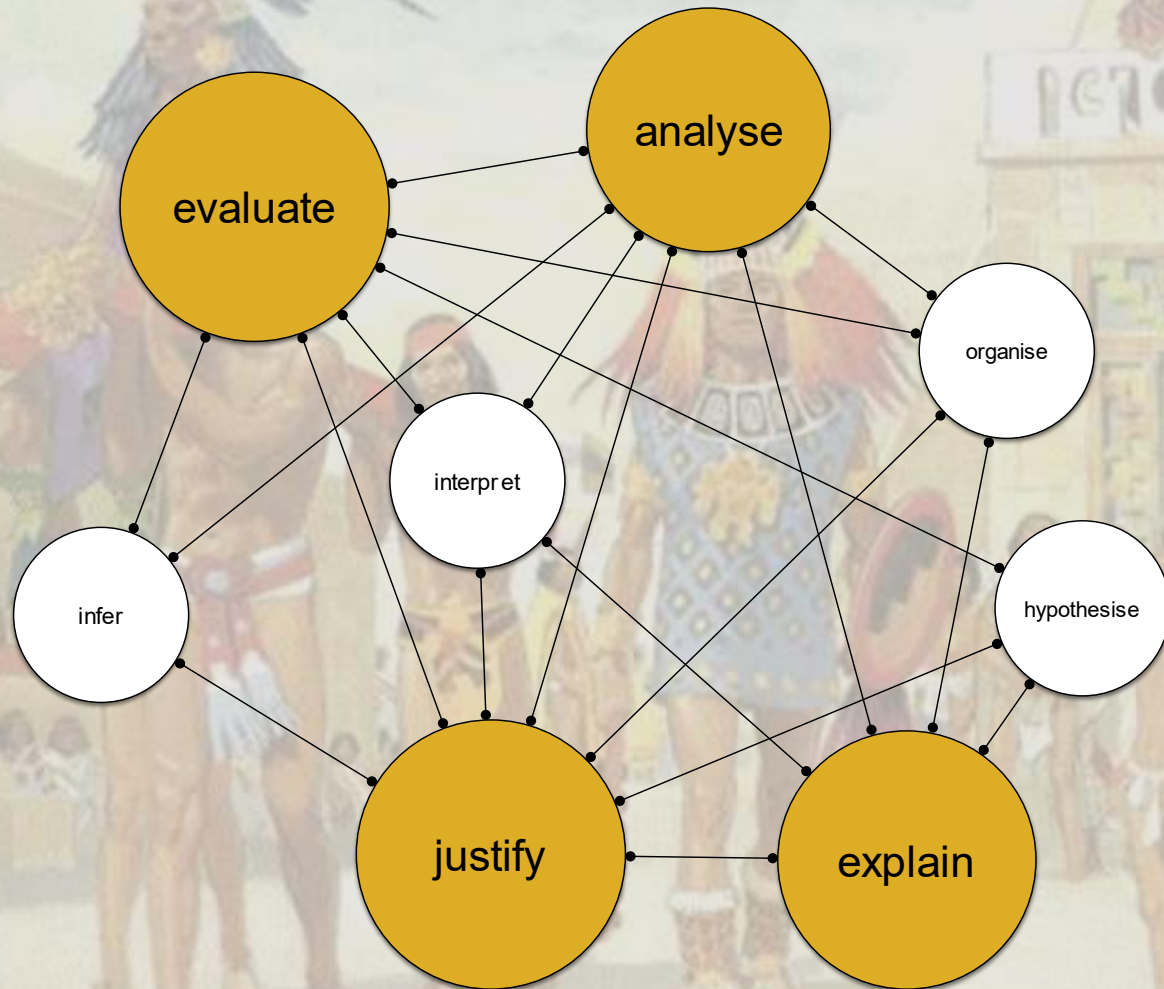 analyse
evaluate
organise
interpret
infer
hypothesise
justify
explain